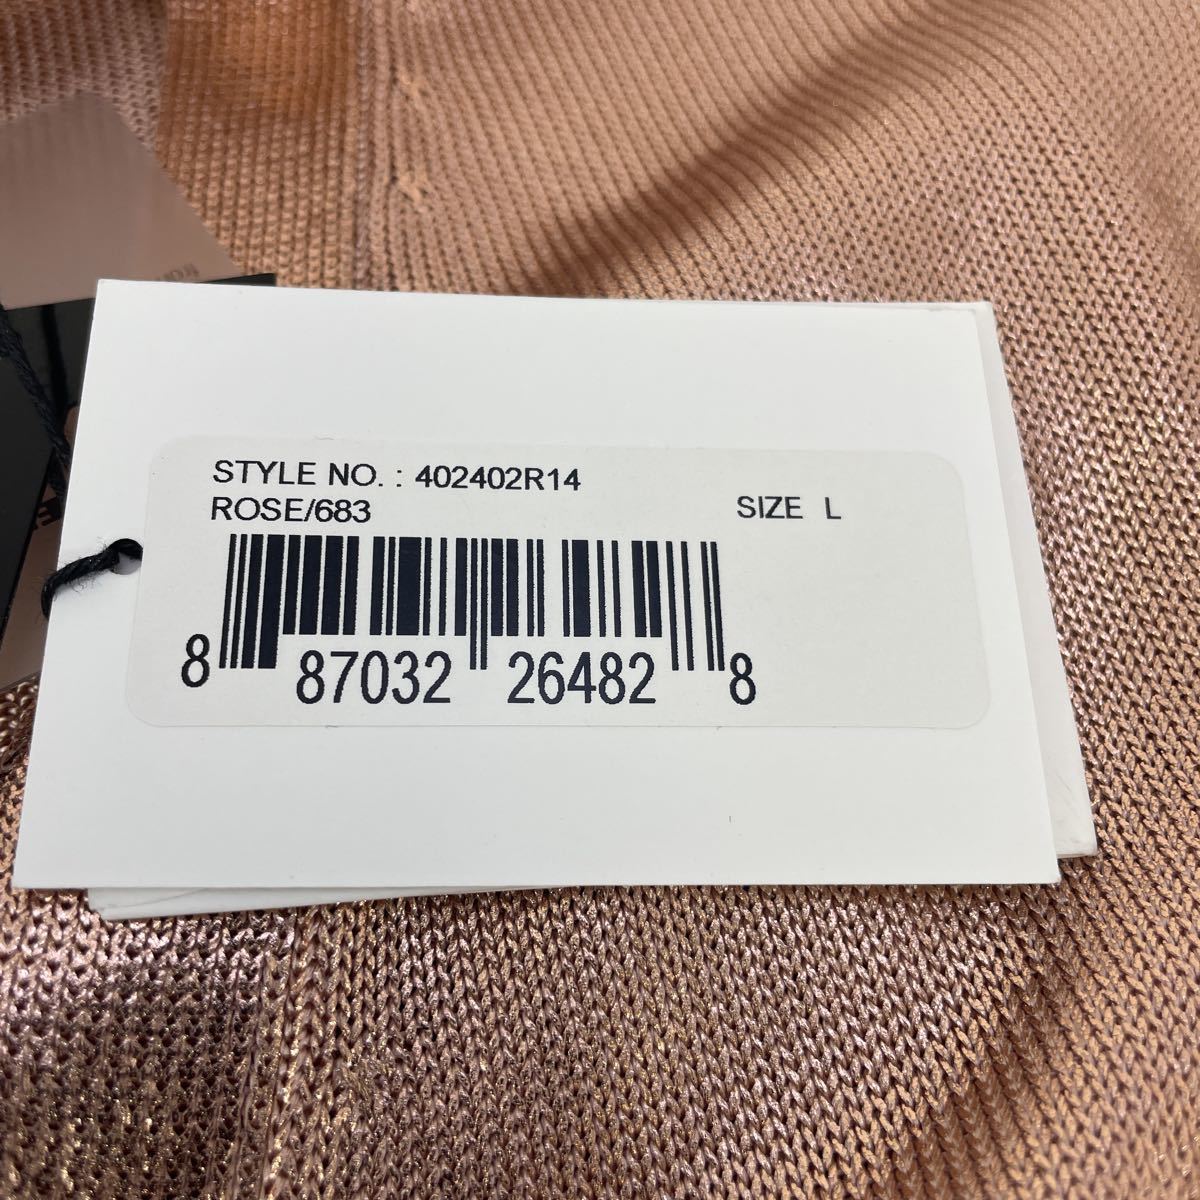 STYLE NO. : 402402R14
ROSE/683
SIZE L
8 87032 26482 8